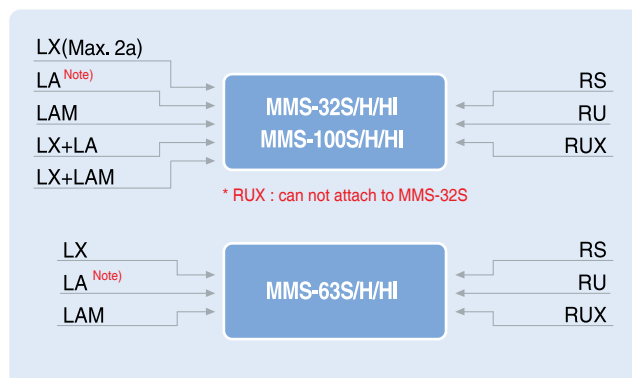 LX(Max. 2a)
LA Note)
LAM
LX+LA
LX+LAM
MMS-32S/H/HI
MMS-100S/H/HI
RS
RU
RUX
* RUX : can not attach to MMS-32S
LX
LA Note)
LAM
MMS-63S/H/HI
RS
RU
RUX